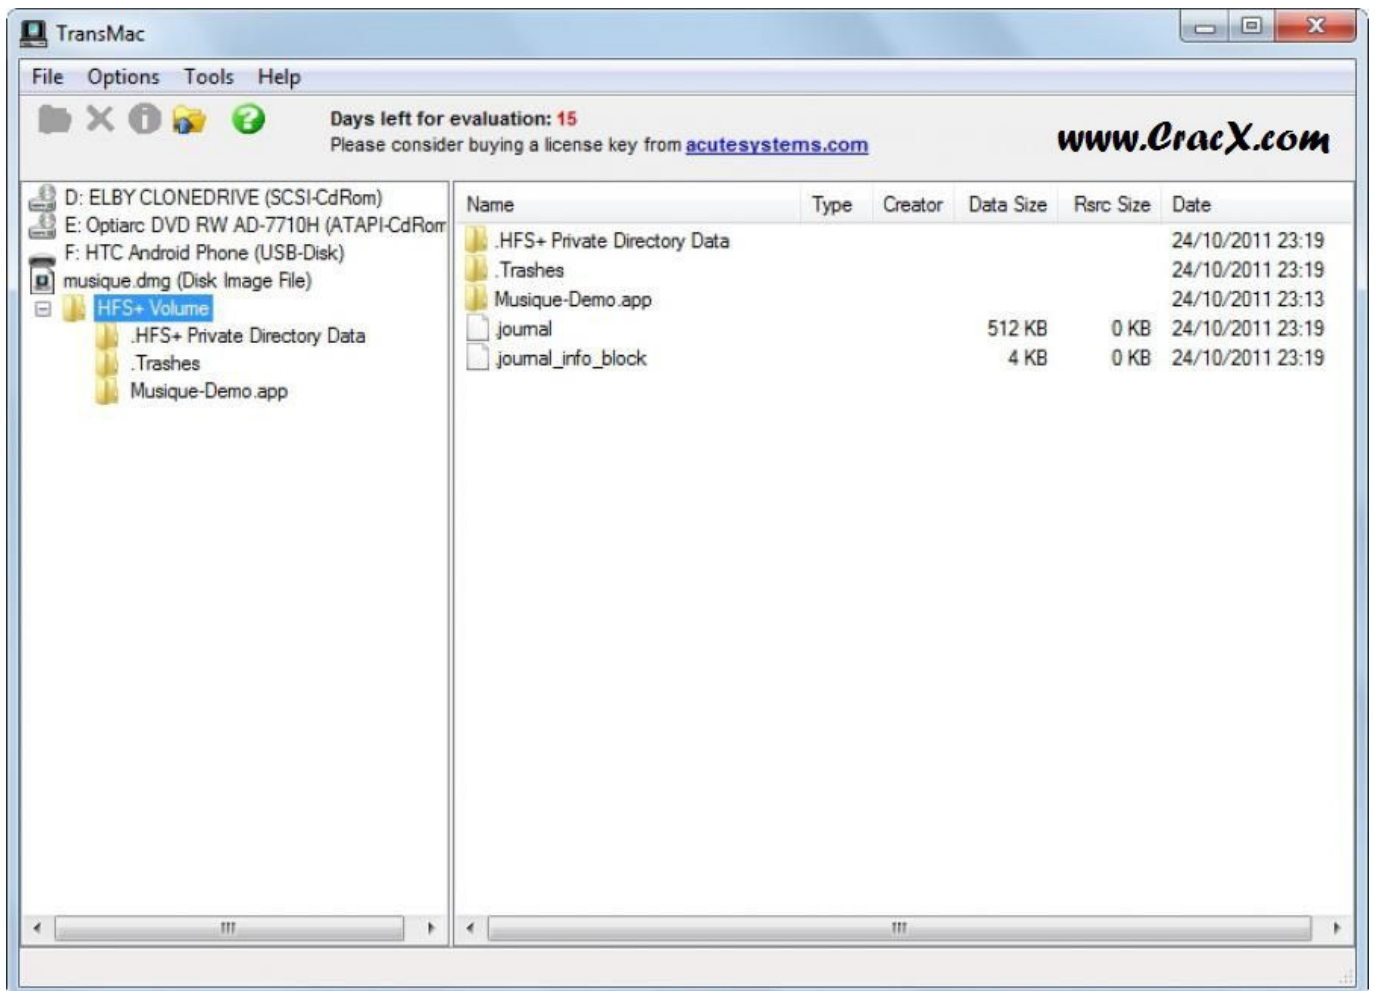 TransMac
File Options Tools Help
Days left for evaluation: 15
Please consider buying a license key from acutesystems.com
www.CracX.com
D: ELBY CLONEDRIVE (SCSI-CdRom)
E: Optiarc DVD RW AD-7710H (ATAPI-CdRom
F: HTC Android Phone (USB-Disk)
musique.dmg (Disk Image File)
HFS+ Volume
.HFS+ Private Directory Data
.Trashes
Musique-Demo.app
Name Type Creator Data Size Rsrc Size Date
.HFS+ Private Directory Data 24/10/2011 23:19
.Trashes 24/10/2011 23:19
Musique-Demo.app 24/10/2011 23:13
.journal 512 KB 0 KB 24/10/2011 23:19
.journal_info_block 4 KB 0 KB 24/10/2011 23:19